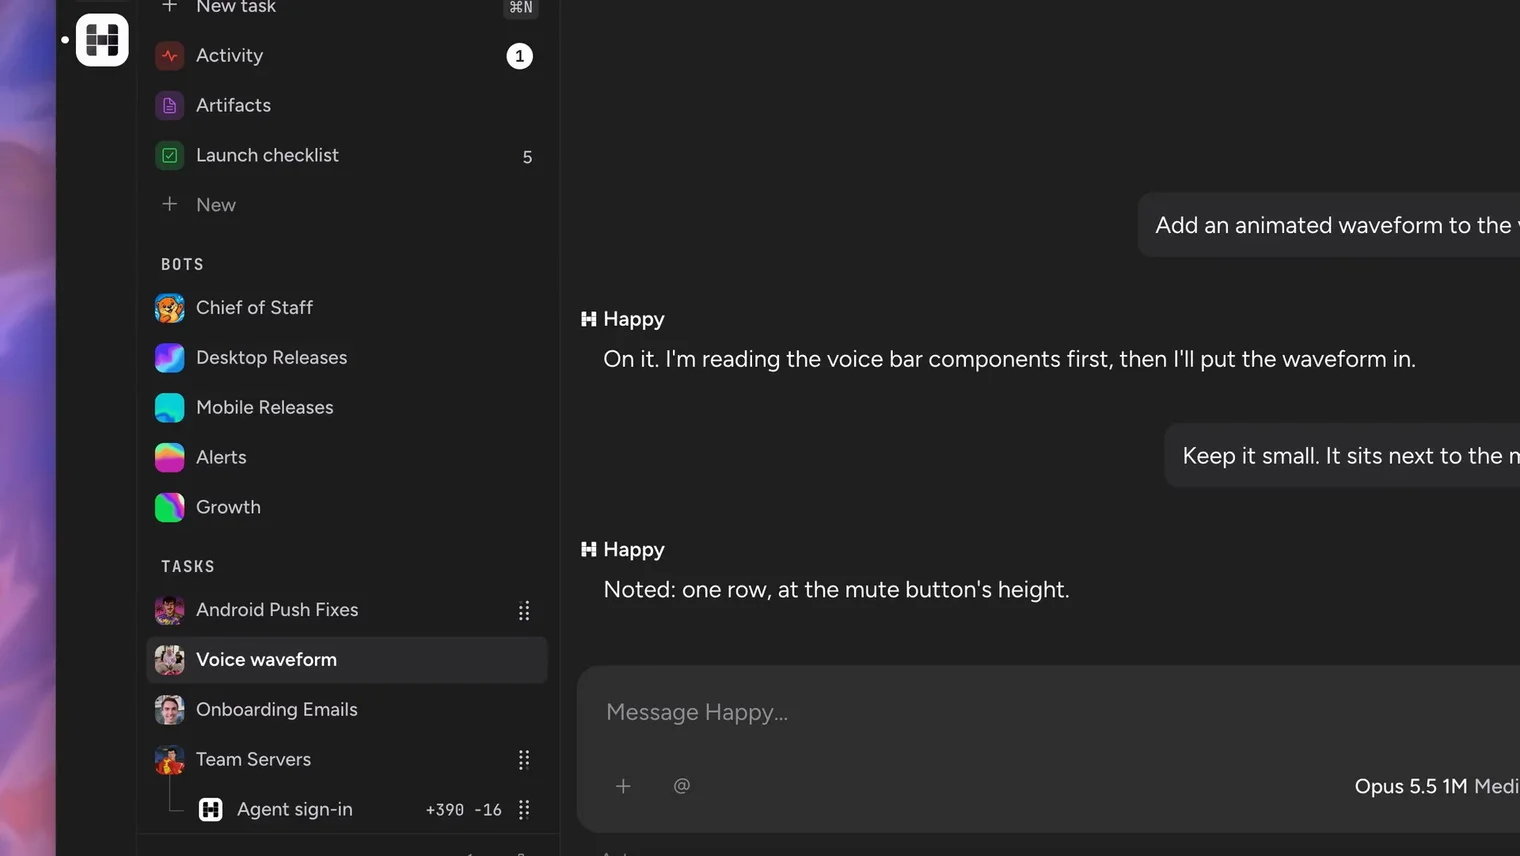 New task ⌘N
Activity 1
Artifacts
Launch checklist 5
New
BOTS
Chief of Staff
Desktop Releases
Mobile Releases
Alerts
Growth
TASKS
Android Push Fixes
Voice waveform
Onboarding Emails
Team Servers
Agent sign-in +390 -16
Add an animated waveform to the
Happy
On it. I'm reading the voice bar components first, then I'll put the waveform in.
Keep it small. It sits next to the
Happy
Noted: one row, at the mute button's height.
Message Happy...
@
Opus 5.5 1M Medi